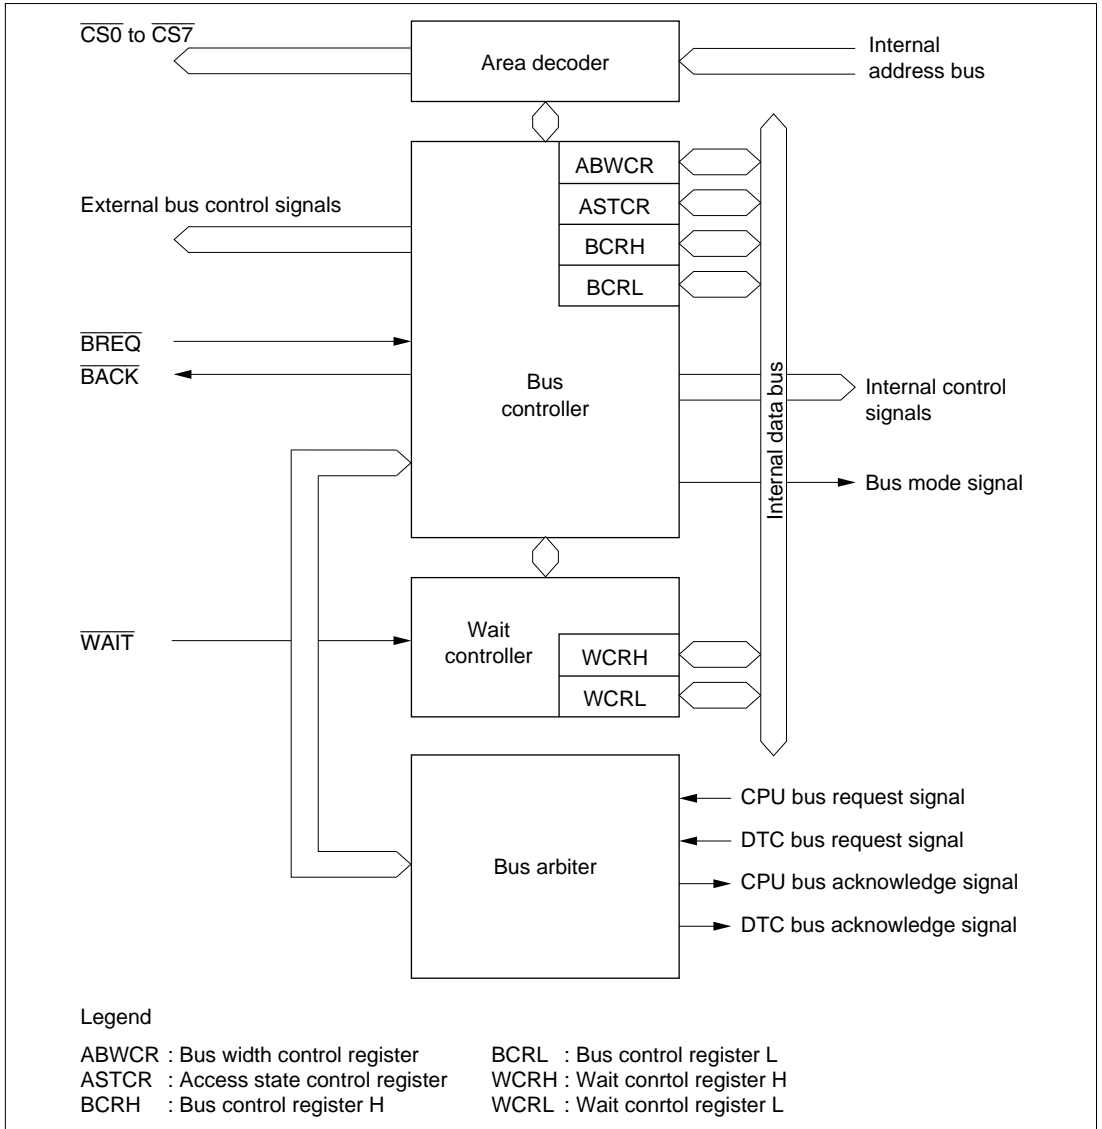 CS0 to CS7
Area decoder
Internal
address bus
ABWCR
ASTCR
BCRH
BCRL
External bus control signals
BREQ
BACK
Bus
controller
Internal data bus
Internal control
signals
Bus mode signal
WAIT
Wait
controller
WCRH
WCRL
Bus arbiter
CPU bus request signal
DTC bus request signal
CPU bus acknowledge signal
DTC bus acknowledge signal
Legend
ABWCR : Bus width control register
ASTCR : Access state control register
BCRH : Bus control register H
BCRL : Bus control register L
WCRH : Wait conrtol register H
WCRL : Wait conrtol register L